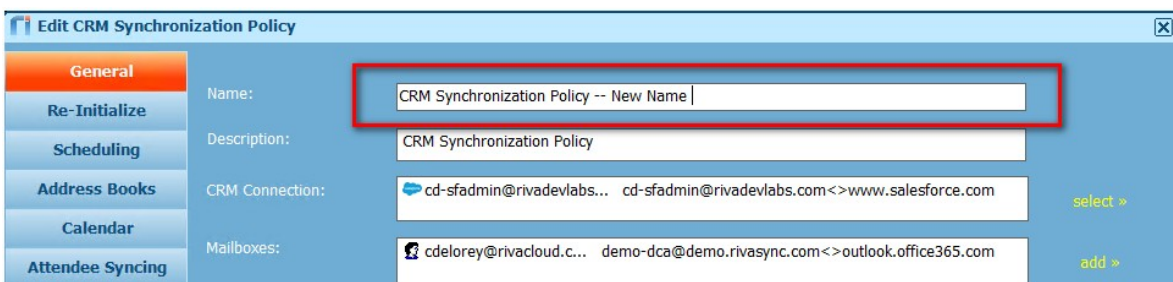 Edit CRM Synchronization Policy
General
Re-Initialize
Scheduling
Address Books
Calendar
Attendee Syncing
Name:
CRM Synchronization Policy -- New Name
Description:
CRM Synchronization Policy
CRM Connection:
cd-sfadmin@rivadevlabs... cd-sfadmin@rivadevlabs.com<>www.salesforce.com
select »
Mailboxes:
cdelorey@rivacloud.c... demo-dca@demo.rivasync.com<>outlook.office365.com
add »